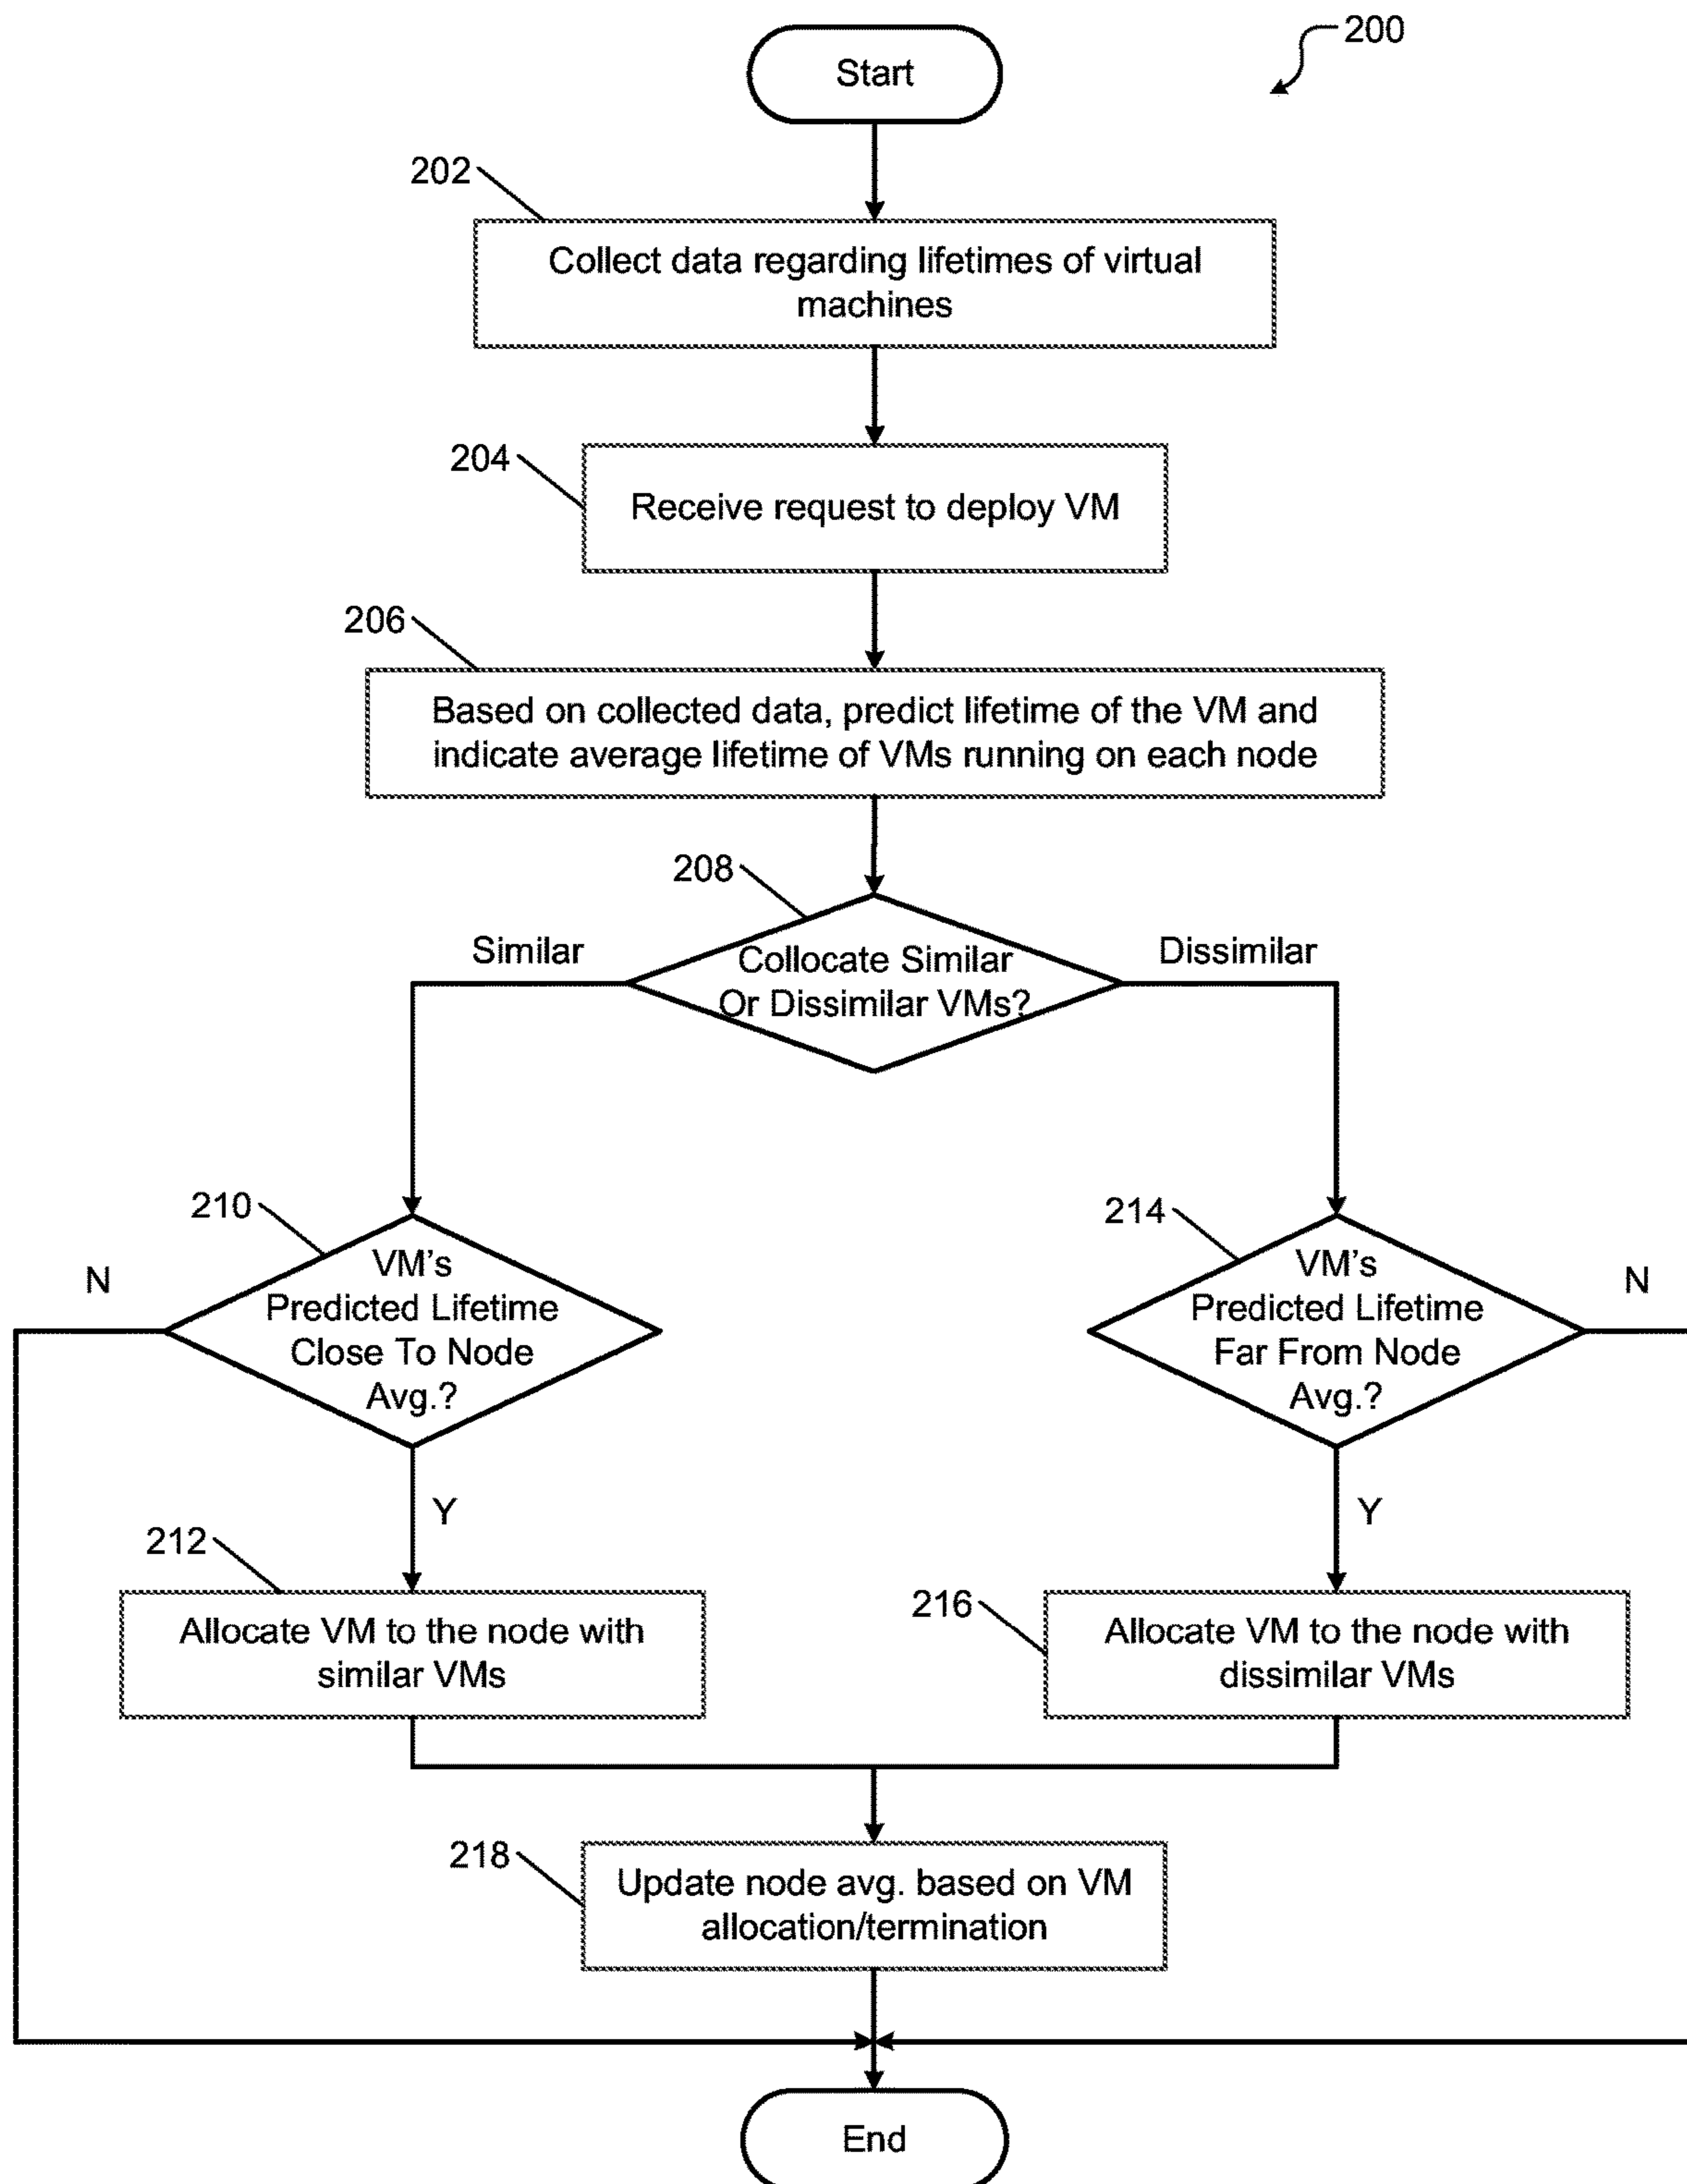 200
Start
202
Collect data regarding lifetimes of virtual
machines
204
Receive request to deploy VM
206
Based on collected data, predict lifetime of the VM and
indicate average lifetime of VMs running on each node
208
Similar
Collocate Similar
Or Dissimilar VMs?
Dissimilar
210
N
VM's
Predicted Lifetime
Close To Node
Avg.?
Y
214
VM's
Predicted Lifetime
Far From Node
Avg.?
N
Y
212
Allocate VM to the node with
similar VMs
216
Allocate VM to the node with
dissimilar VMs
218
Update node avg. based on VM
allocation/termination
End